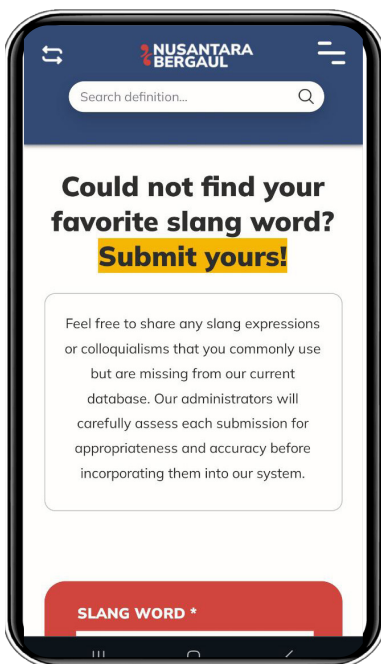 NUSANTARA
BERGAUL
Search definition...
Could not find your
favorite slang word?
Submit yours!
Feel free to share any slang expressions
or colloquialisms that you commonly use
but are missing from our current
database. Our administrators will
carefully assess each submission for
appropriateness and accuracy before
incorporating them into our system.
SLANG WORD *